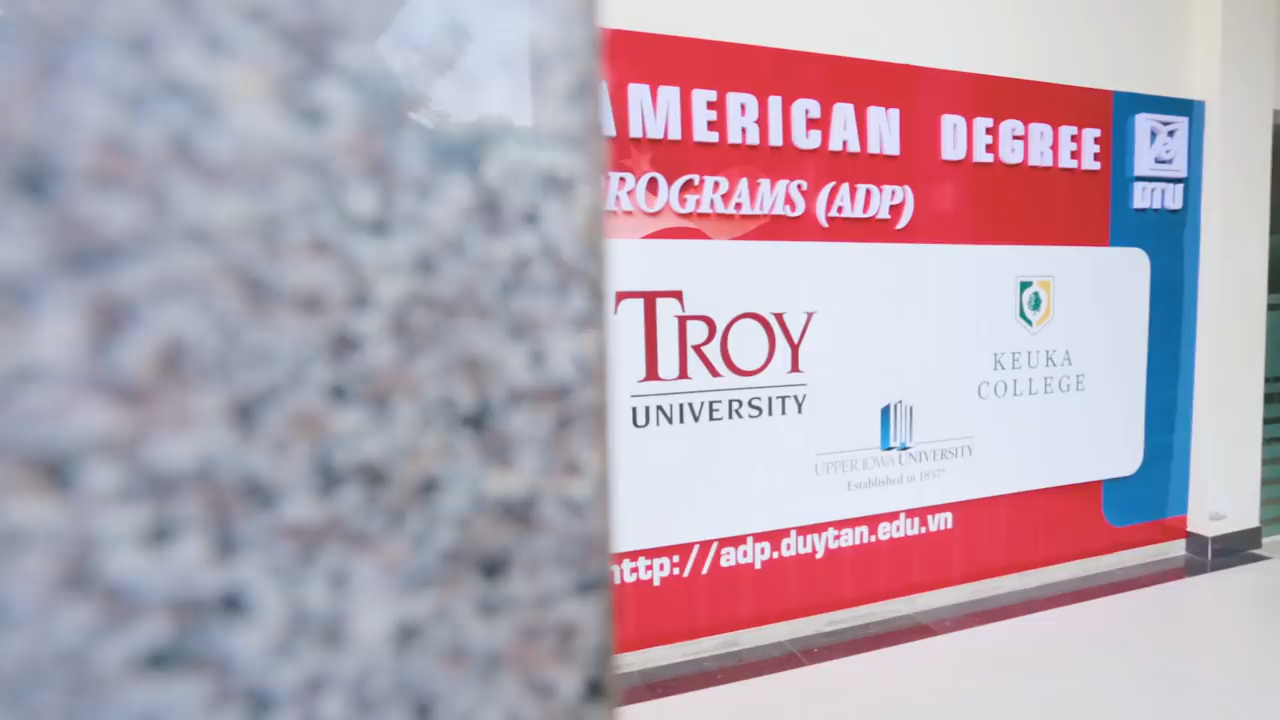 AMERICAN DEGREE
ROGRAMS (ADP)
DTU
TROY
UNIVERSITY
KEUKA
COLLEGE
UPPER IOWA UNIVERSITY
Established in 1857
http://adp.duytan.edu.vn